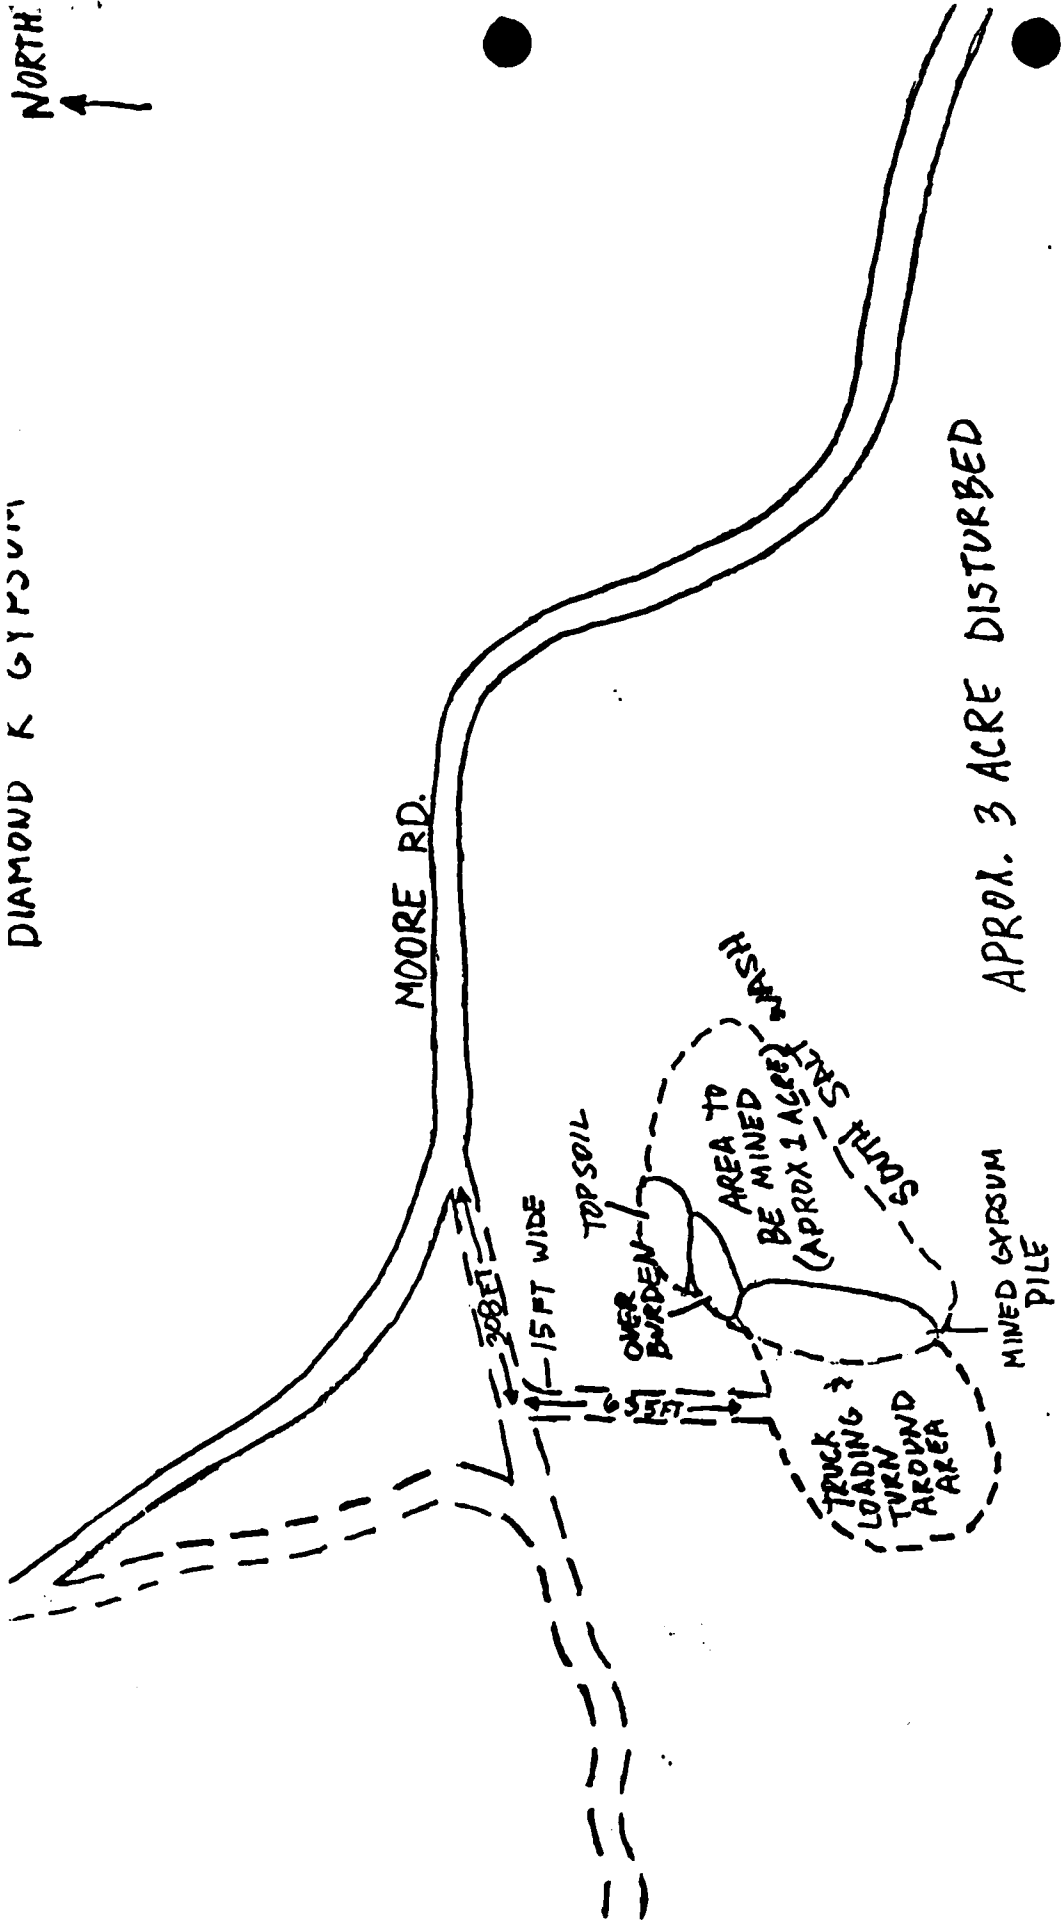 DIAMOND K GYPSUM
NORTH
MOORE RD.
308 FT
15 FT WIDE
TOPSOIL
OVER
BURDEN
655 FT
AREA TO
BE MINED
(APROX 1 ACRE)
SOUTH SALT WASH
TRUCK
LOADING &
TURN
AROUND
AREA
MINED GYPSUM
PILE
APROX. 3 ACRE DISTURBED